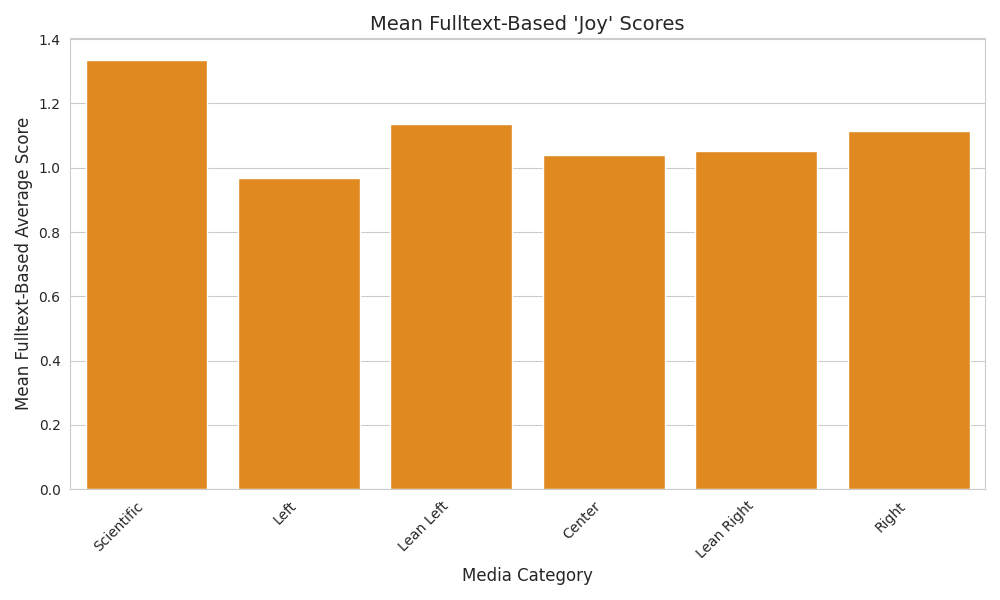 Mean Fulltext-Based 'Joy' Scores
Mean Fulltext-Based Average Score
1.4
1.2
1.0
0.8
0.6
0.4
0.2
0.0
Scientific
Left
Lean Left
Center
Lean Right
Right
Media Category